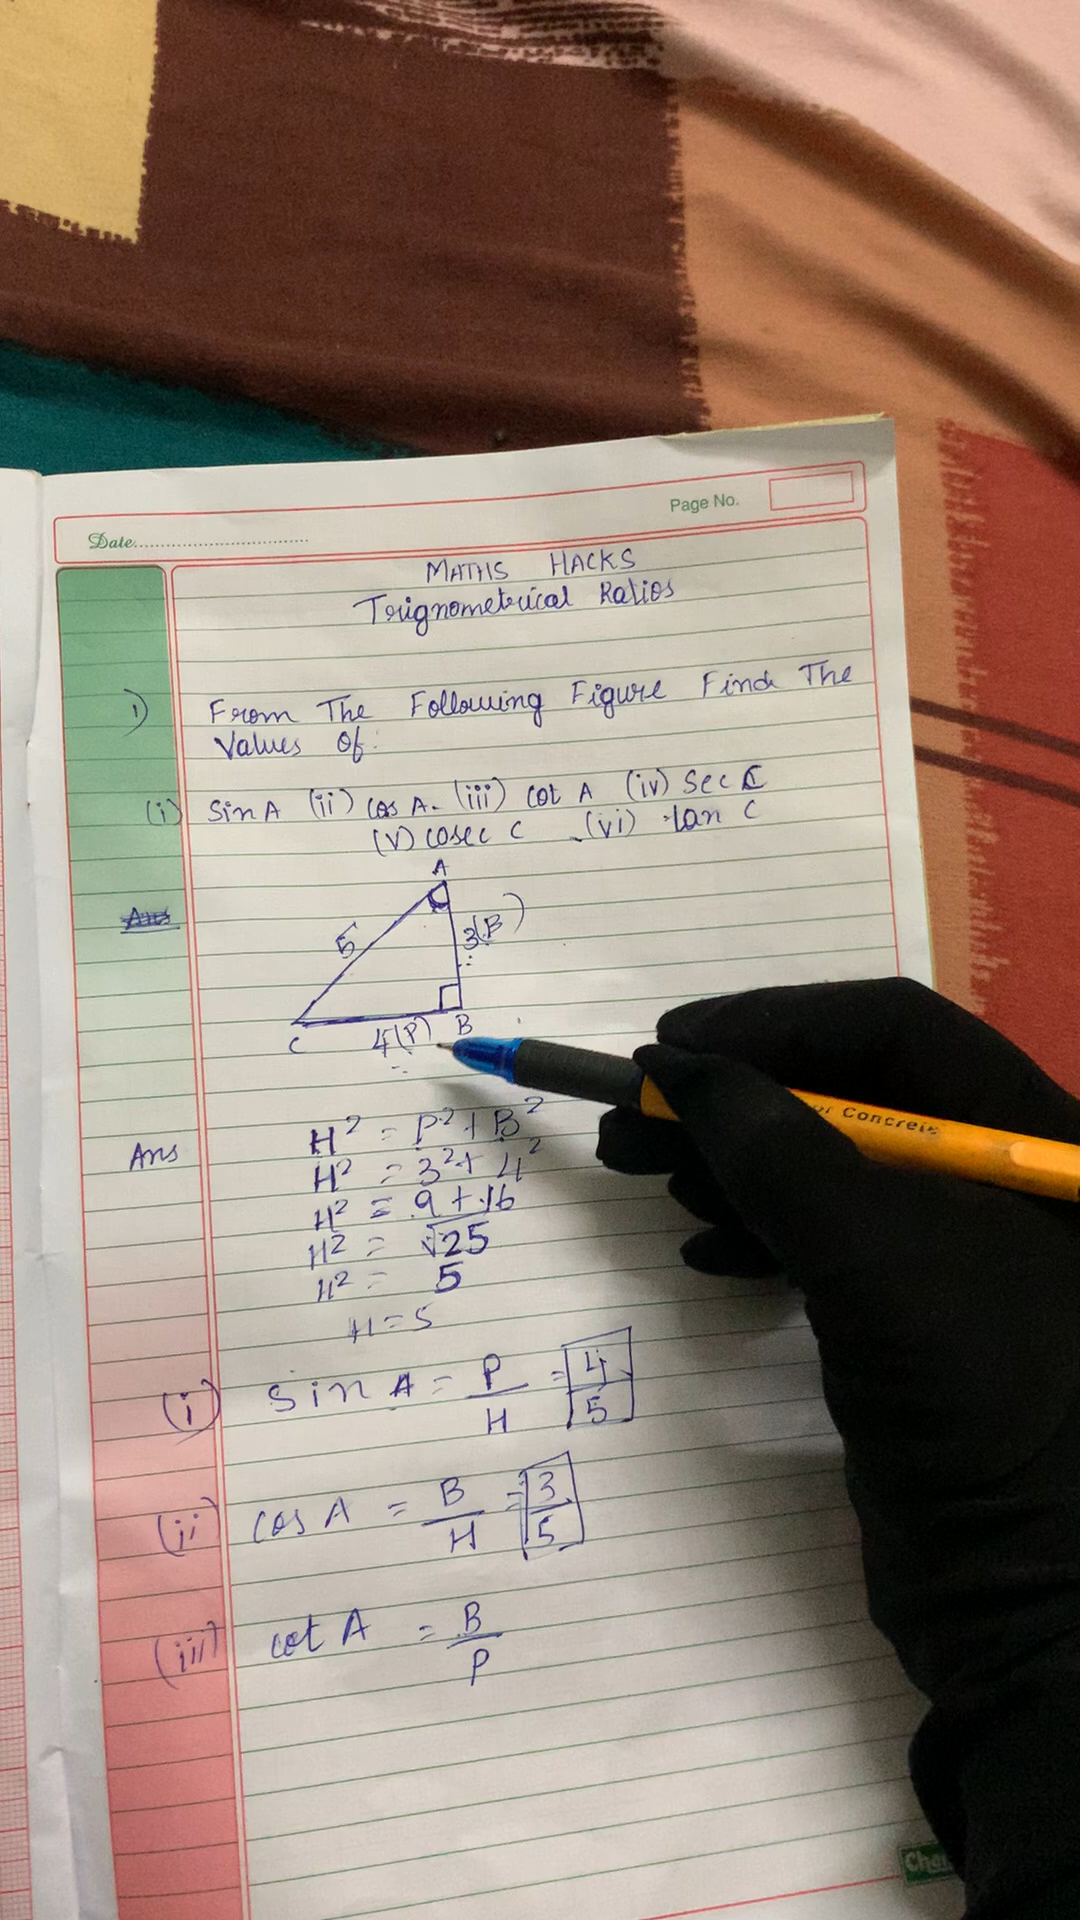 Page No.
Date
MATHS HACKS
Trignometrical Ratios
1) From The Following Figure Find The
Values Of:
(i) Sin A (ii) cos A. (iii) cot A (iv) Sec C
(v) cosec C (vi) tan C
A
Ans
5
3(B)
C
4(P)
B
Concrete
Ans
H² = P² + B²
H² = 3² + 4²
H² = 9 + 16
H² = √25
H² = 5
H = 5
(i) sin A = P/H = 4/5
(ii) cos A = B/H = 3/5
(iii) cot A = B/P